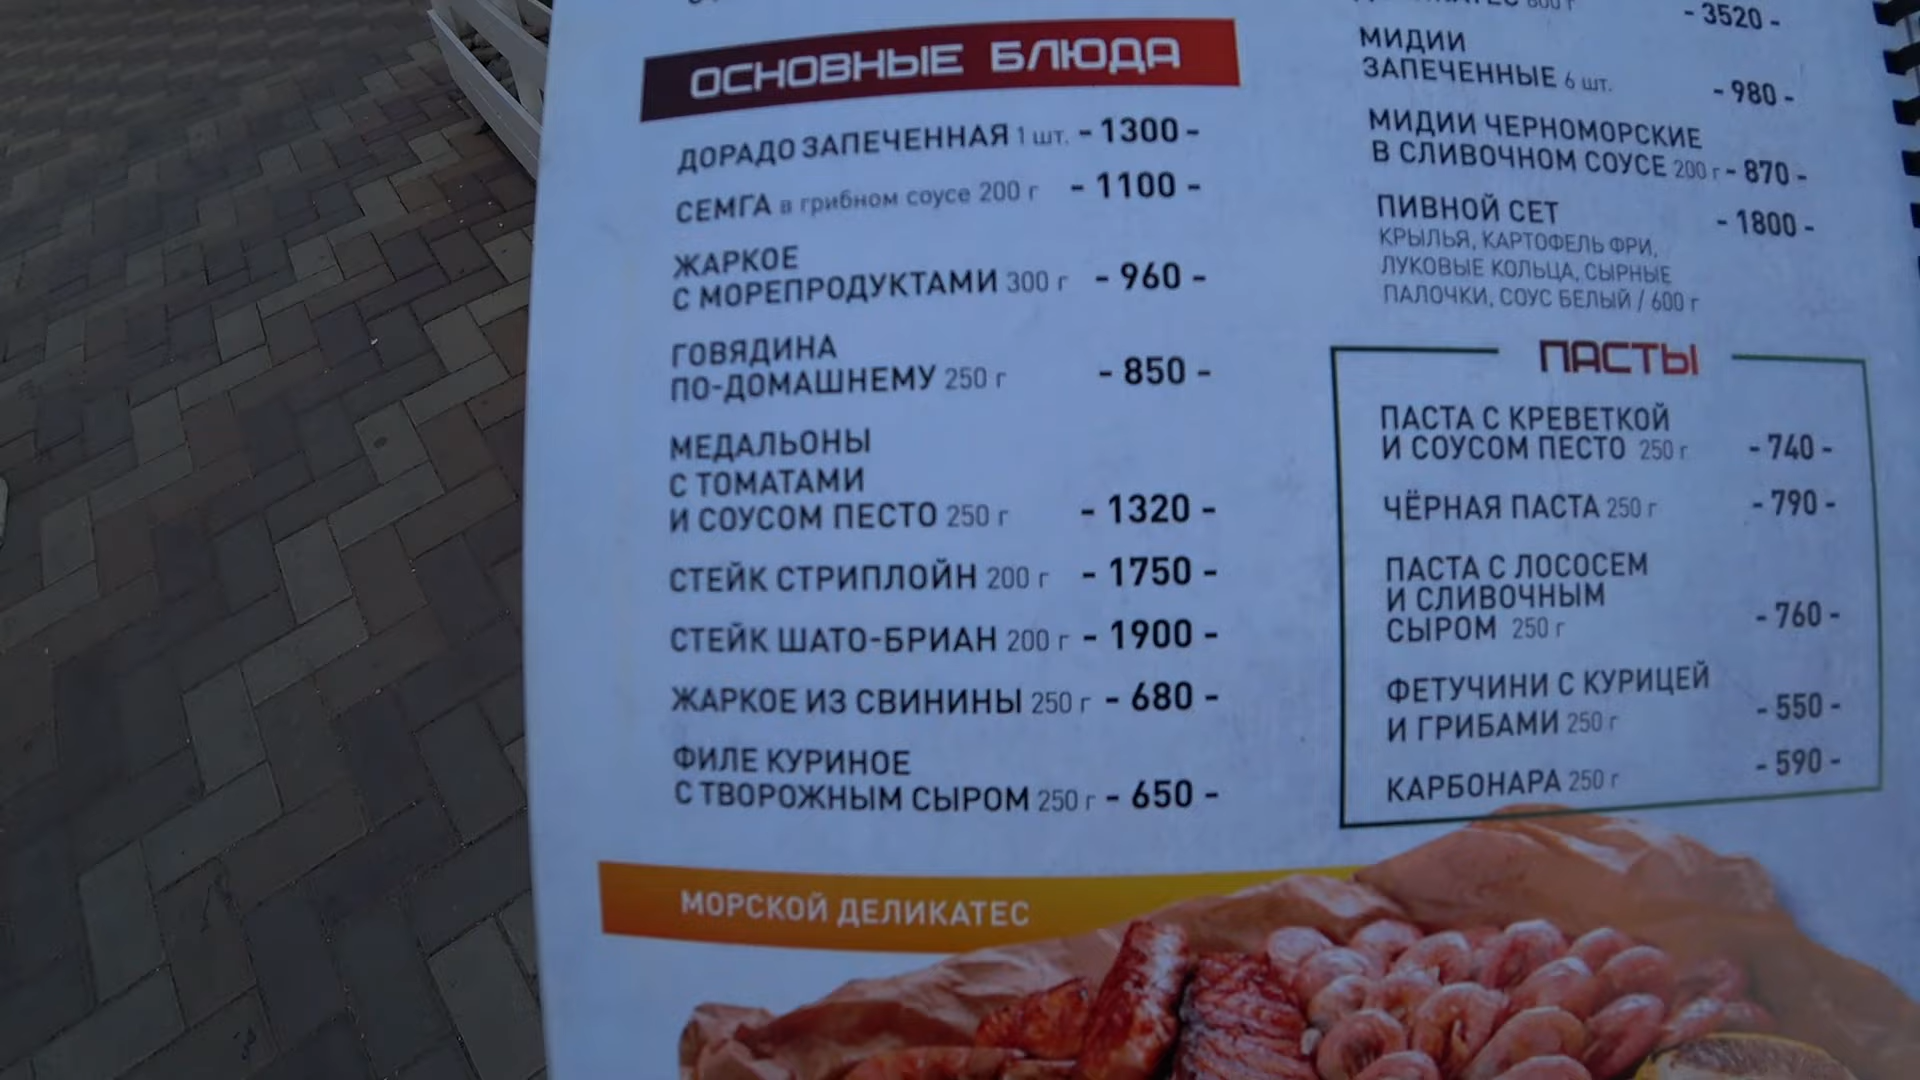 ОСНОВНЫЕ БЛЮДА
ДОРАДО ЗАПЕЧЕННАЯ 1 шт. - 1300 -
СЕМГА в грибном соусе 200 г - 1100 -
ЖАРКОЕ
С МОРЕПРОДУКТАМИ 300 г - 960 -
ГОВЯДИНА
ПО-ДОМАШНЕМУ 250 г - 850 -
МЕДАЛЬОНЫ
С ТОМАТАМИ
И СОУСОМ ПЕСТО 250 г - 1320 -
СТЕЙК СТРИПЛОЙН 200 г - 1750 -
СТЕЙК ШАТО-БРИАН 200 г - 1900 -
ЖАРКОЕ ИЗ СВИНИНЫ 250 г - 680 -
ФИЛЕ КУРИНОЕ
С ТВОРОЖНЫМ СЫРОМ 250 г - 650 -
МОРСКОЙ ДЕЛИКАТЕС
- 3520 -
МИДИИ
ЗАПЕЧЕННЫЕ 6 шт. - 980 -
МИДИИ ЧЕРНОМОРСКИЕ
В СЛИВОЧНОМ СОУСЕ 200 г - 870 -
ПИВНОЙ СЕТ - 1800 -
КРЫЛЬЯ, КАРТОФЕЛЬ ФРИ,
ЛУКОВЫЕ КОЛЬЦА, СЫРНЫЕ
ПАЛОЧКИ, СОУС БЕЛЫЙ / 600 г
ПАСТЫ
ПАСТА С КРЕВЕТКОЙ
И СОУСОМ ПЕСТО 250 г - 740 -
ЧЁРНАЯ ПАСТА 250 г - 790 -
ПАСТА С ЛОСОСЕМ
И СЛИВОЧНЫМ
СЫРОМ 250 г - 760 -
ФЕТУЧИНИ С КУРИЦЕЙ
И ГРИБАМИ 250 г - 550 -
КАРБОНАРА 250 г - 590 -